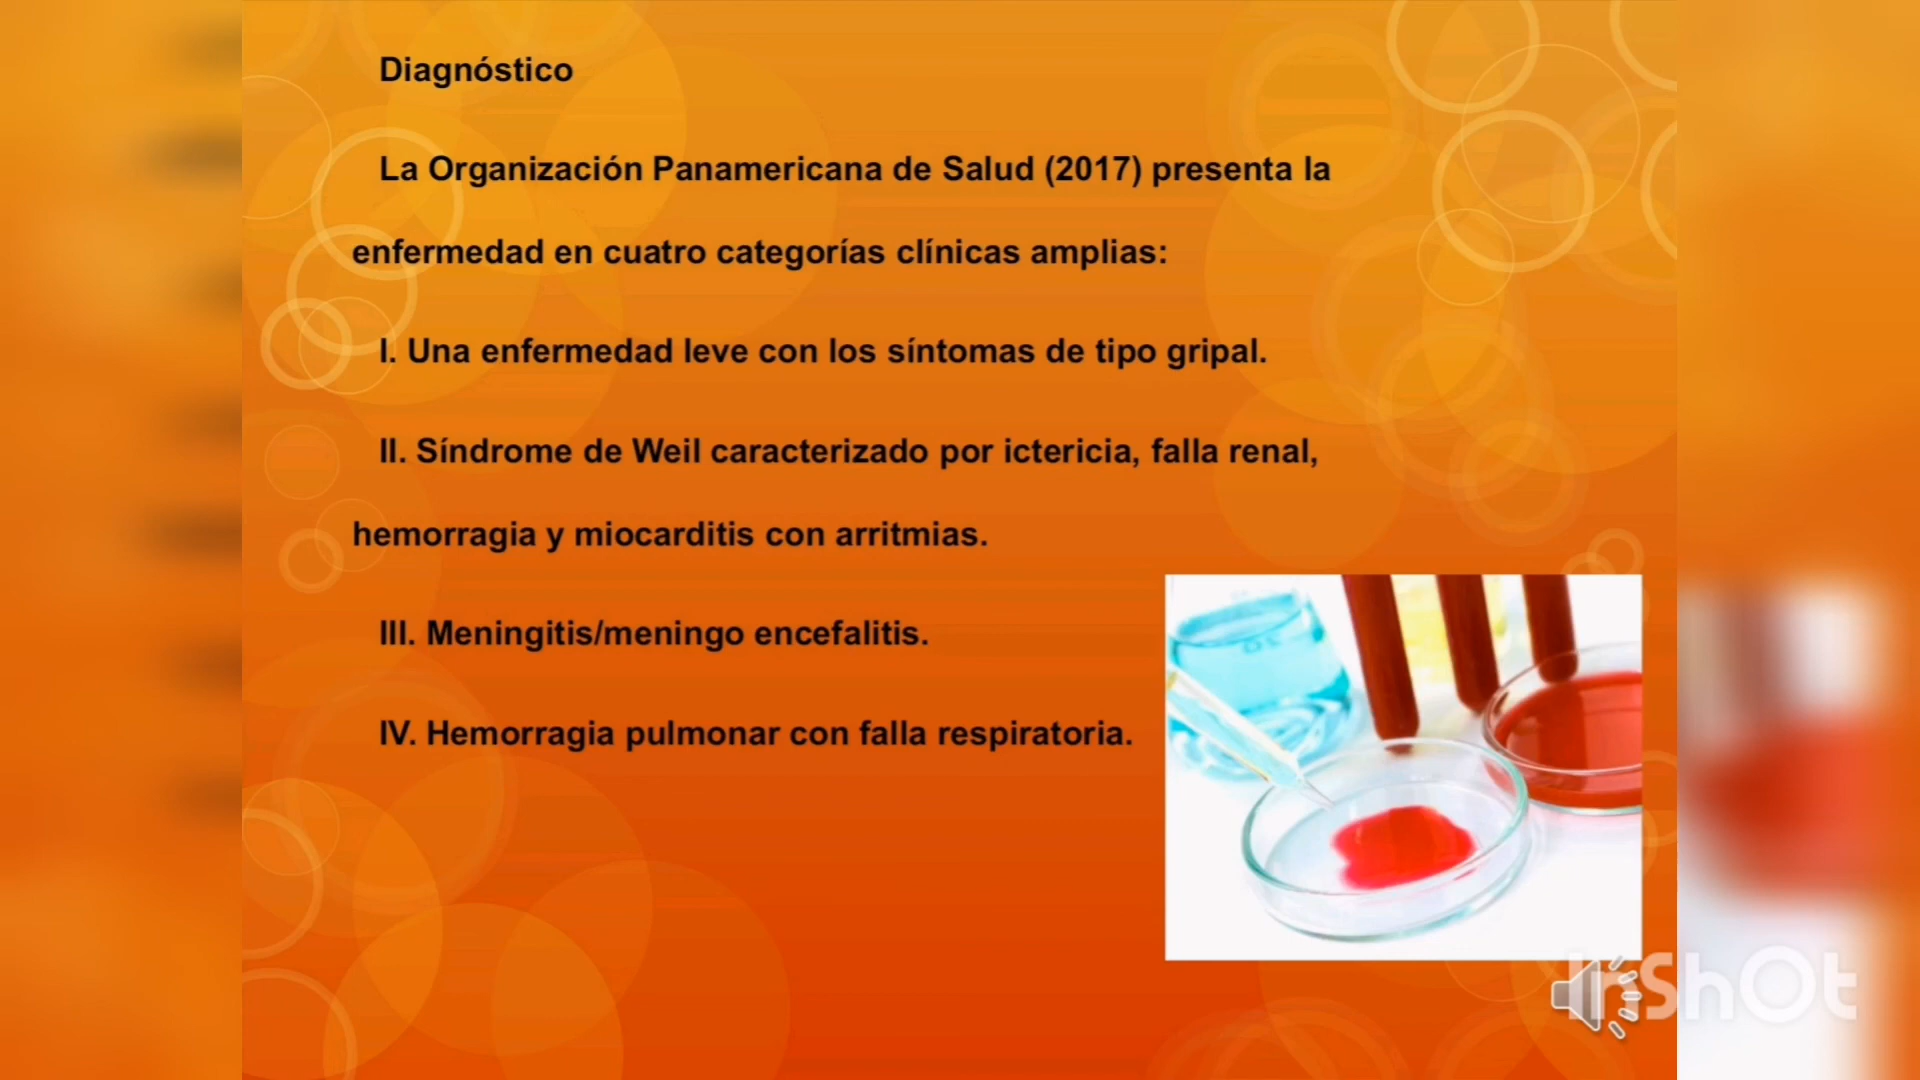 Diagnóstico
La Organización Panamericana de Salud (2017) presenta la
enfermedad en cuatro categorías clínicas amplias:
I. Una enfermedad leve con los síntomas de tipo gripal.
II. Síndrome de Weil caracterizado por ictericia, falla renal,
hemorragia y miocarditis con arritmias.
III. Meningitis/meningo encefalitis.
IV. Hemorragia pulmonar con falla respiratoria.
InShOt